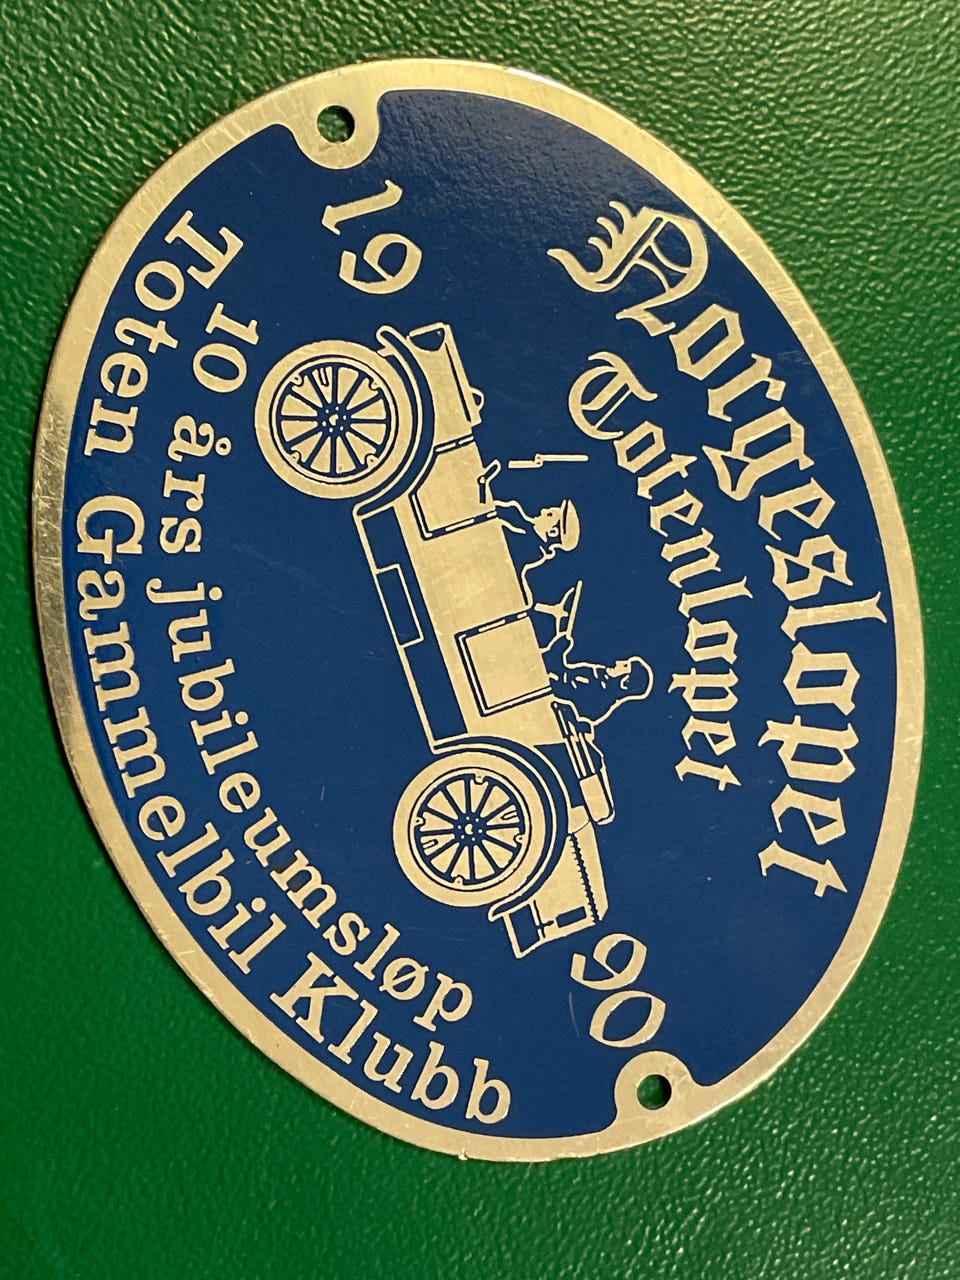 Norgesløpet
Totenløpet
19 90
10 års jubileumsløp
Toten Gammelbil Klubb